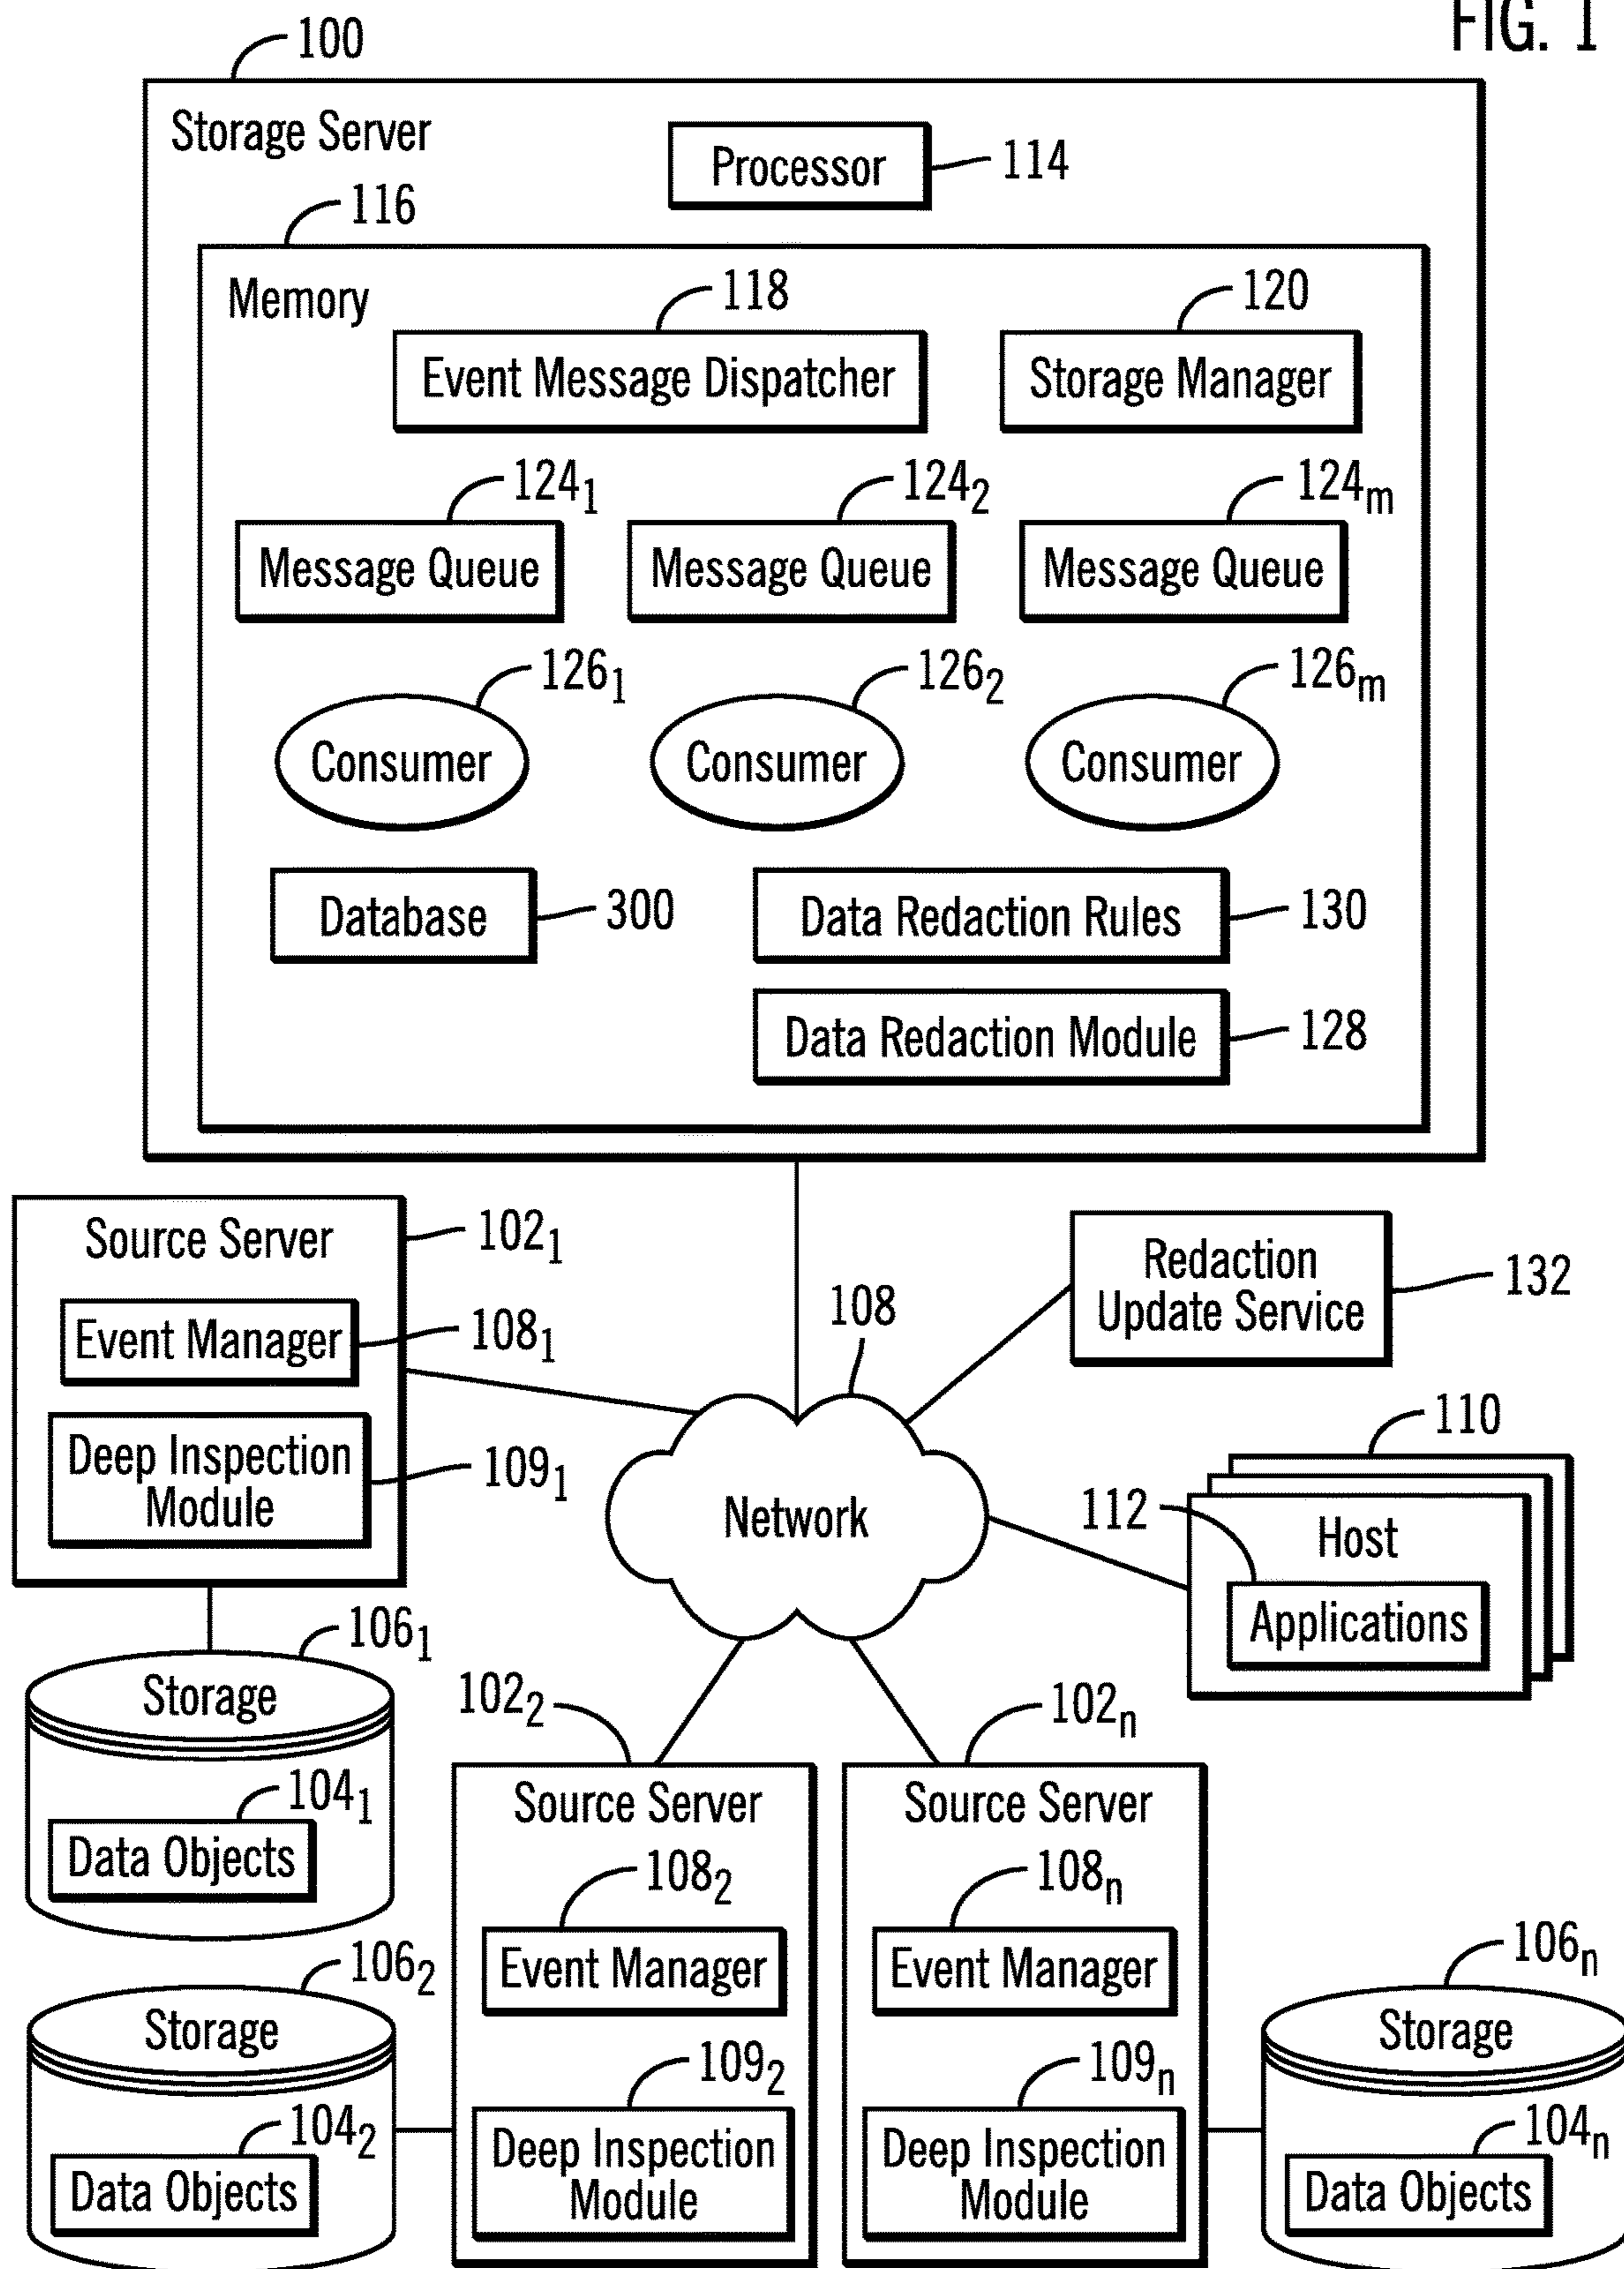 FIG. 1
100
Storage Server
Processor
114
116
Memory
118
120
Event Message Dispatcher
Storage Manager
124₁
124₂
124ₘ
Message Queue
Message Queue
Message Queue
126₁
126₂
126ₘ
Consumer
Consumer
Consumer
Database
300
Data Redaction Rules
130
Data Redaction Module
128
Source Server
102₁
Event Manager
108₁
Deep Inspection
Module
109₁
108
Network
Redaction
Update Service
132
110
112
Host
Applications
106₁
Storage
104₁
Data Objects
102₂
Source Server
108₂
Event Manager
109₂
Deep Inspection
Module
102ₙ
Source Server
108ₙ
Event Manager
109ₙ
Deep Inspection
Module
106₂
Storage
104₂
Data Objects
106ₙ
Storage
104ₙ
Data Objects